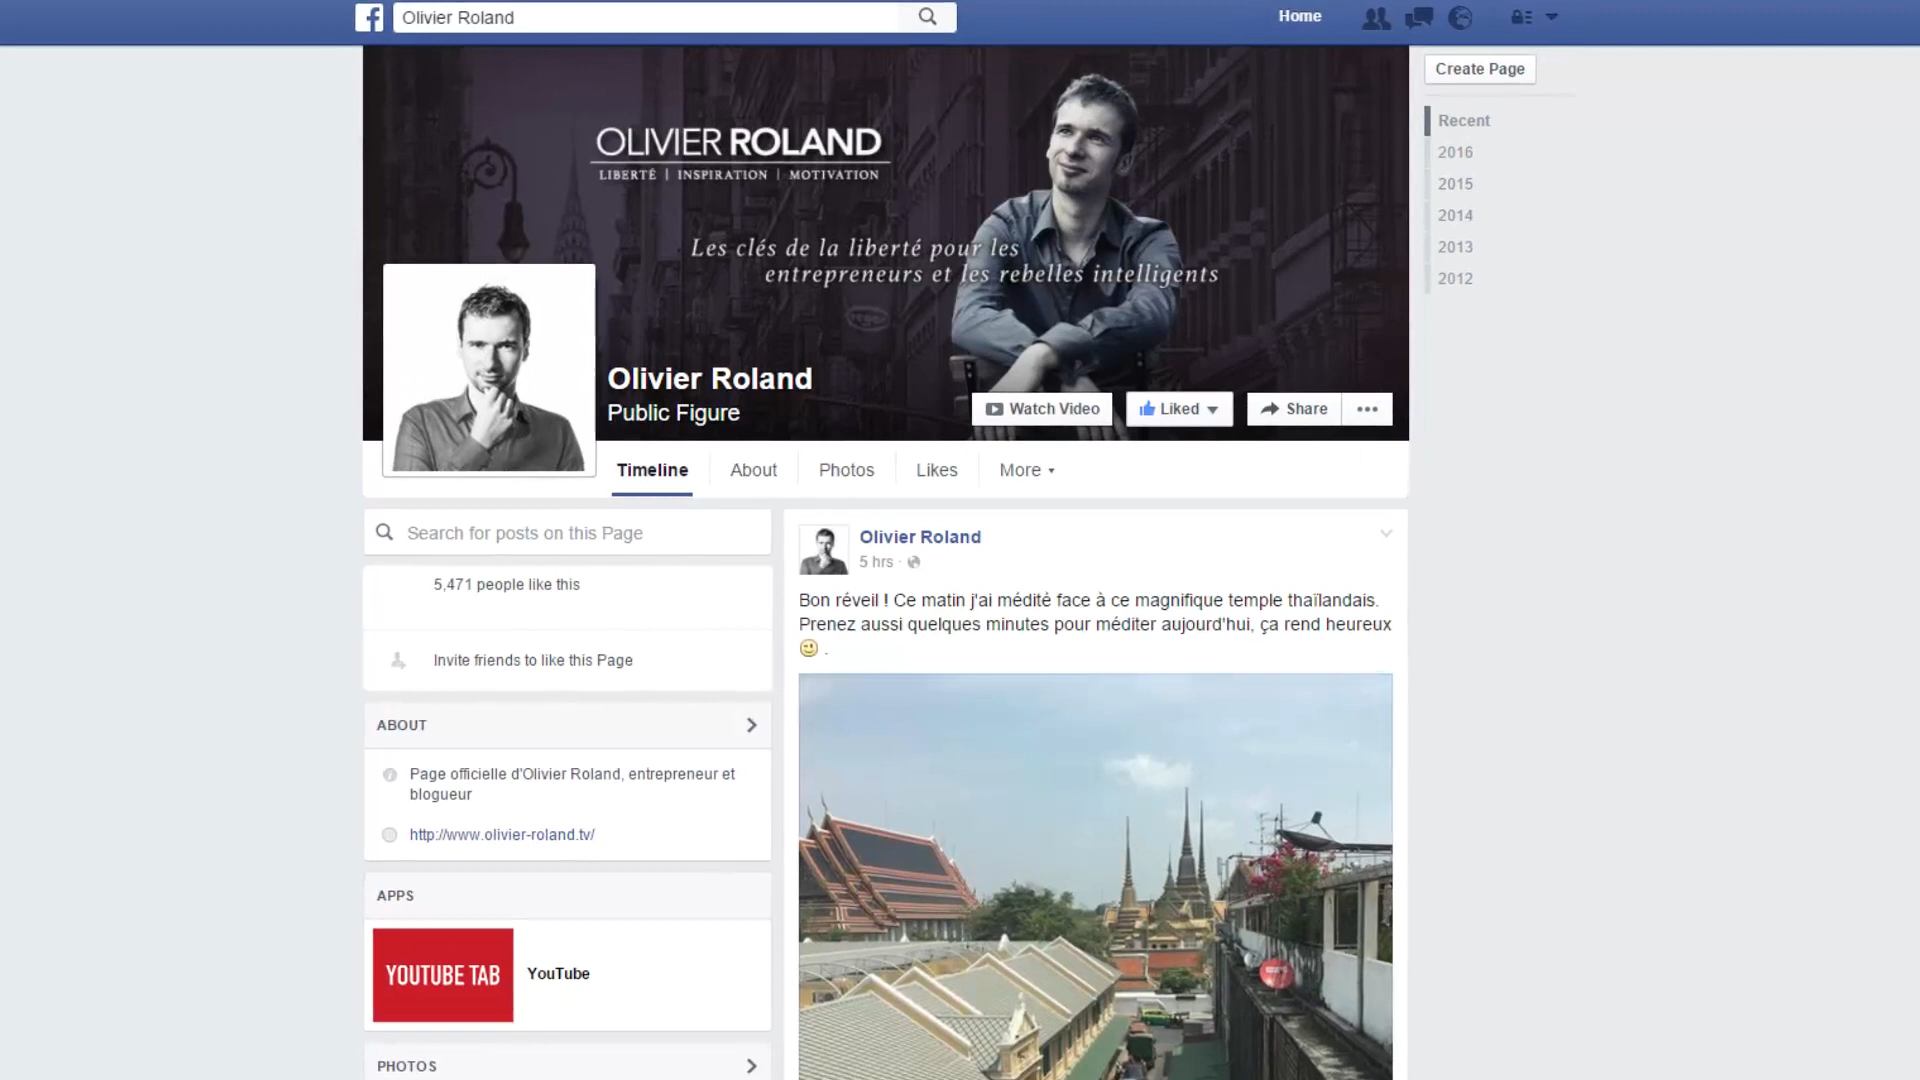 Olivier Roland
Home
Create Page
Recent
2016
2015
2014
2013
2012
OLIVIER ROLAND
LIBERTÉ | INSPIRATION | MOTIVATION
Les clés de la liberté pour les
entrepreneurs et les rebelles intelligents
Olivier Roland
Public Figure
Watch Video
Liked
Share
Timeline
About
Photos
Likes
More
Search for posts on this Page
5,471 people like this
Invite friends to like this Page
ABOUT
Page officielle d'Olivier Roland, entrepreneur et
blogueur
http://www.olivier-roland.tv/
APPS
YOUTUBE TAB
YouTube
PHOTOS
Olivier Roland
5 hrs ·
Bon réveil ! Ce matin j'ai médité face à ce magnifique temple thaïlandais.
Prenez aussi quelques minutes pour méditer aujourd'hui, ça rend heureux
.